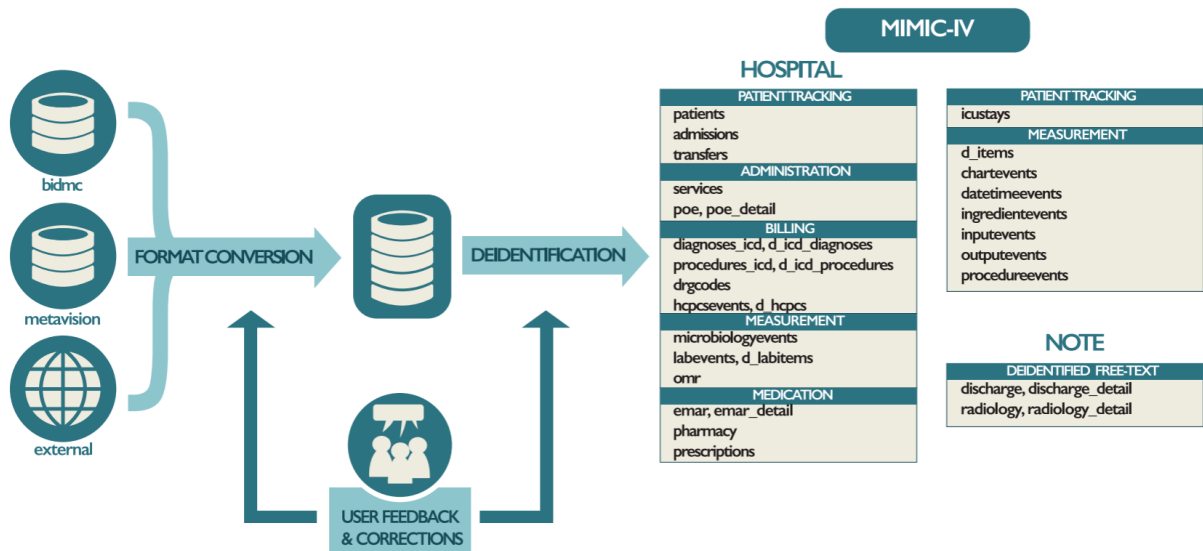 MIMIC-IV
bidmc
metavision
external
FORMAT CONVERSION
DEIDENTIFICATION
USER FEEDBACK
& CORRECTIONS
HOSPITAL
PATIENT TRACKING
patients
admissions
transfers
ADMINISTRATION
services
poe, poe_detail
BILLING
diagnoses_icd, d_icd_diagnoses
procedures_icd, d_icd_procedures
drgcodes
hcpcsevents, d_hcpcs
MEASUREMENT
microbiologyevents
labevents, d_labitems
omr
MEDICATION
emar, emar_detail
pharmacy
prescriptions
PATIENT TRACKING
icustays
MEASUREMENT
d_items
chartevents
datetimeevents
ingredientevents
inputevents
outputevents
procedureevents
NOTE
DEIDENTIFIED FREE-TEXT
discharge, discharge_detail
radiology, radiology_detail